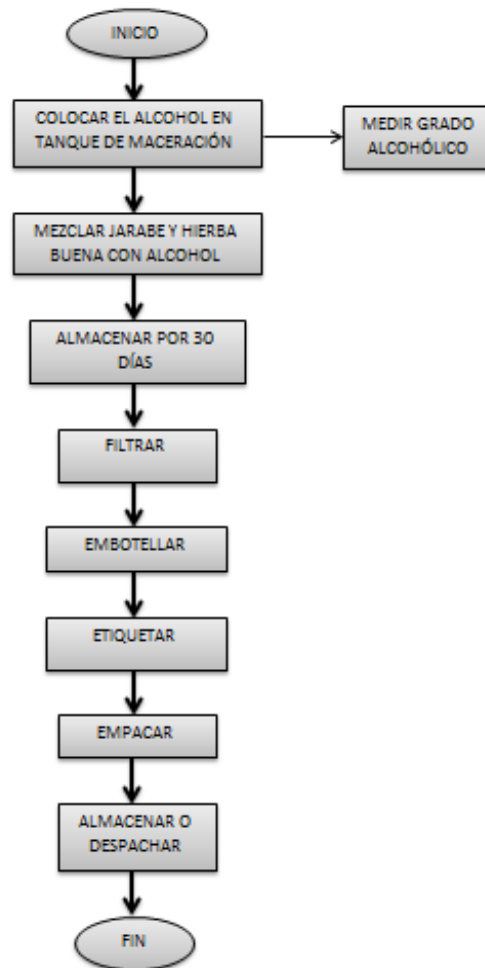 INICIO
COLOCAR EL ALCOHOL EN
TANQUE DE MACERACIÓN
MEDIR GRADO
ALCOHÓLICO
MEZCLAR JARABE Y HIERBA
BUENA CON ALCOHOL
ALMACENAR POR 30
DÍAS
FILTRAR
EMBOTELLAR
ETIQUETAR
EMPACAR
ALMACENAR O
DESPACHAR
FIN